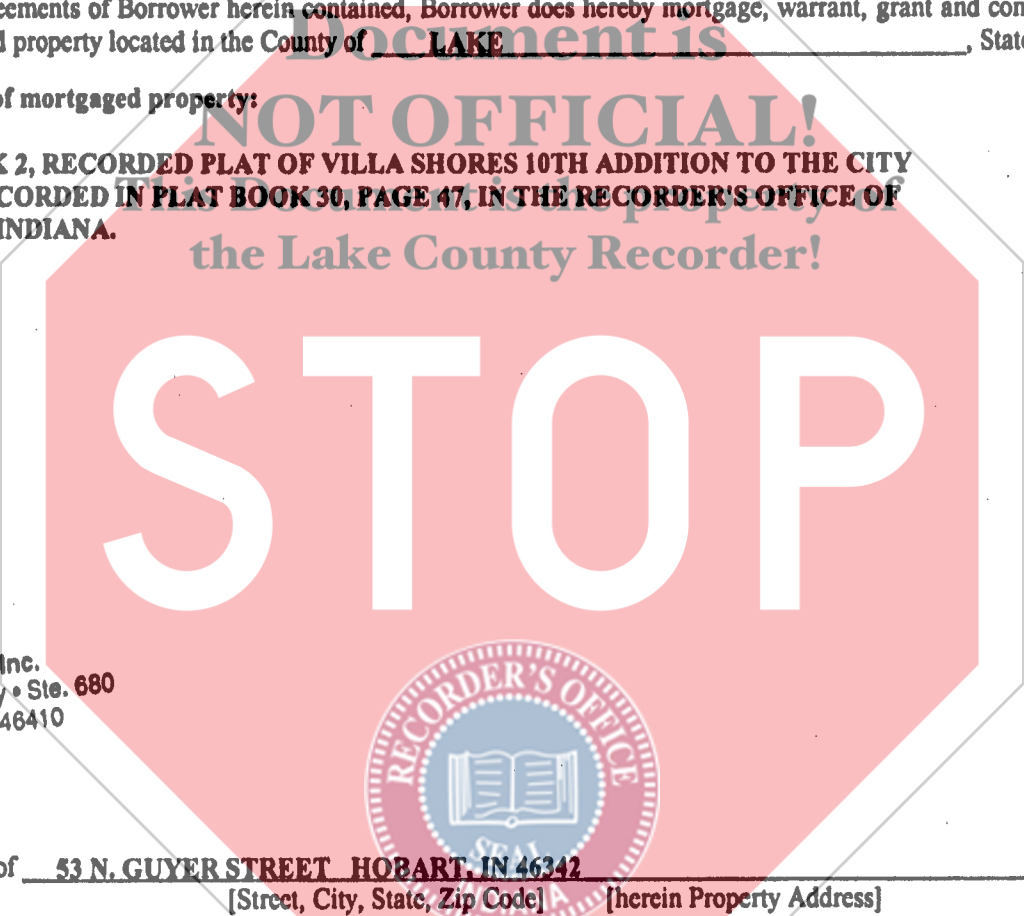 eements of Borrower herein contained, Borrower does hereby mortgage, warrant, grant and con
d property located in the County of LAKE , State
Document is
of mortgaged property:
NOT OFFICIAL!
K 2, RECORDED PLAT OF VILLA SHORES 10TH ADDITION TO THE CITY
CORDED IN PLAT BOOK 30, PAGE 47, IN THE RECORDER'S OFFICE OF
This Document is the property of
INDIANA.
the Lake County Recorder!
STOP
Inc.
y • Ste. 680
46410
RECORDER'S OFFICE
SEAL
of 53 N. GUYER STREET HOBART, IN 46342
[Street, City, State, Zip Code] [herein Property Address]